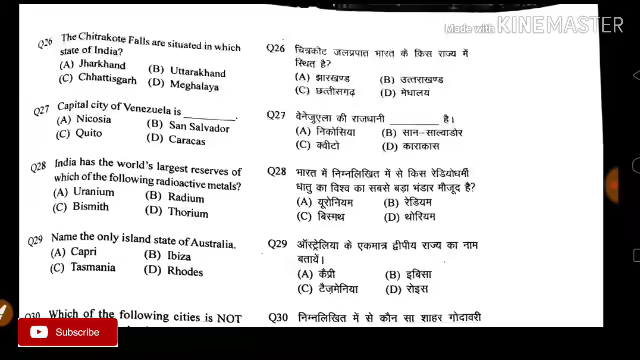 Made with KINEMASTER
Q26 The Chitrakote Falls are situated in which
state of India?
(A) Jharkhand (B) Uttarakhand
(C) Chhattisgarh (D) Meghalaya
Q27 Capital city of Venezuela is ________.
(A) Nicosia (B) San Salvador
(C) Quito (D) Caracas
Q28 India has the world's largest reserves of
which of the following radioactive metals?
(A) Uranium (B) Radium
(C) Bismith (D) Thorium
Q29 Name the only island state of Australia.
(A) Capri (B) Ibiza
(C) Tasmania (D) Rhodes
Q30 Which of the following cities is NOT
Q26 चित्रकोट जलप्रपात भारत के किस राज्य में
स्थित है?
(A) झारखण्ड (B) उत्तराखण्ड
(C) छत्तीसगढ़ (D) मेघालय
Q27 वेनेजुएला की राजधानी ________ है।
(A) निकोसिया (B) सान-साल्वाडोर
(C) क्वीटो (D) काराकास
Q28 भारत में निम्नलिखित में से किस रेडियोधर्मी
धातु का विश्व का सबसे बड़ा भंडार मौजूद है?
(A) यूरोनियम (B) रेडियम
(C) बिस्मथ (D) थोरियम
Q29 ऑस्ट्रेलिया के एकमात्र द्वीपीय राज्य का नाम
बतायें।
(A) कैप्री (B) इबिसा
(C) टैज़मेनिया (D) रोड्स
Q30 निम्नलिखित में से कौन सा शहर गोदावरी
Subscribe